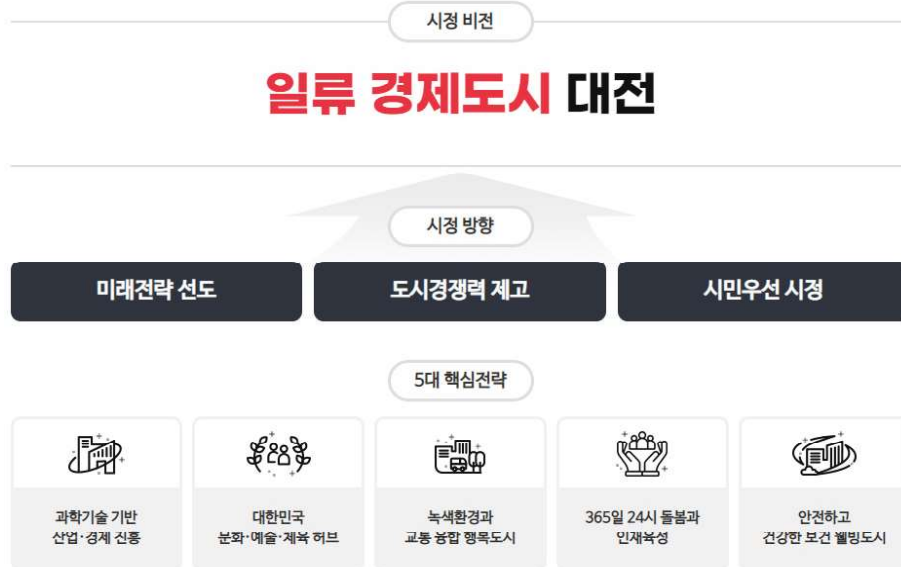 시정 비전
일류 경제도시 대전
시정 방향
미래전략 선도
도시경쟁력 제고
시민우선 시정
5대 핵심전략
과학기술 기반
산업·경제 진흥
대한민국
문화·예술·체육 허브
녹색환경과
교통 융합 행복도시
365일 24시 돌봄과
인재육성
안전하고
건강한 보건 웰빙도시